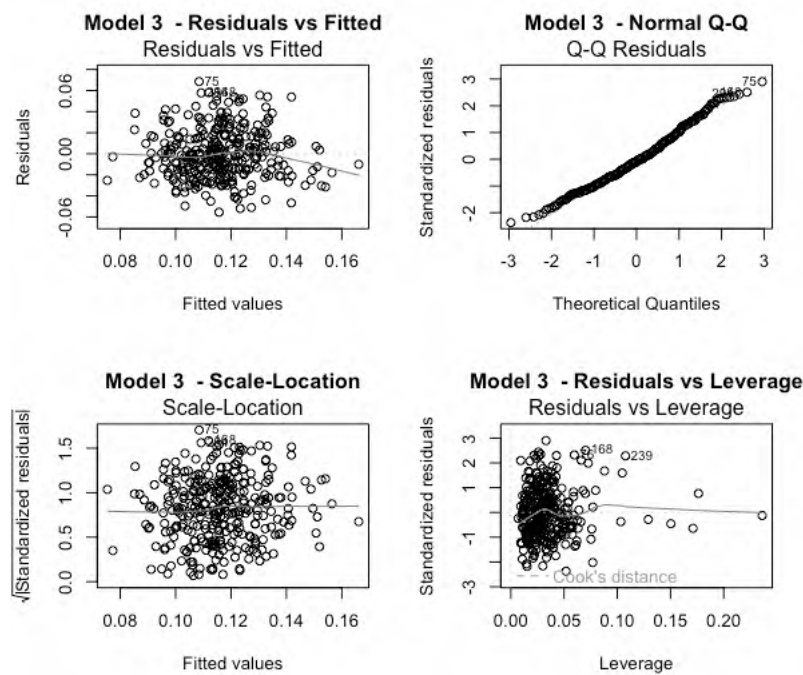 Model 3 - Residuals vs Fitted
Residuals vs Fitted
Residuals
0.06
0.00
-0.06
75
168
0.08 0.10 0.12 0.14 0.16
Fitted values
Model 3 - Normal Q-Q
Q-Q Residuals
Standardized residuals
3
2
1
0
-2
75
-3 -2 -1 0 1 2 3
Theoretical Quantiles
Model 3 - Scale-Location
Scale-Location
√|Standardized residuals|
1.5
1.0
0.5
0.0
75
168
0.08 0.10 0.12 0.14 0.16
Fitted values
Model 3 - Residuals vs Leverage
Residuals vs Leverage
Standardized residuals
3
1
-1
-3
168
239
Cook's distance
0.00 0.05 0.10 0.15 0.20
Leverage